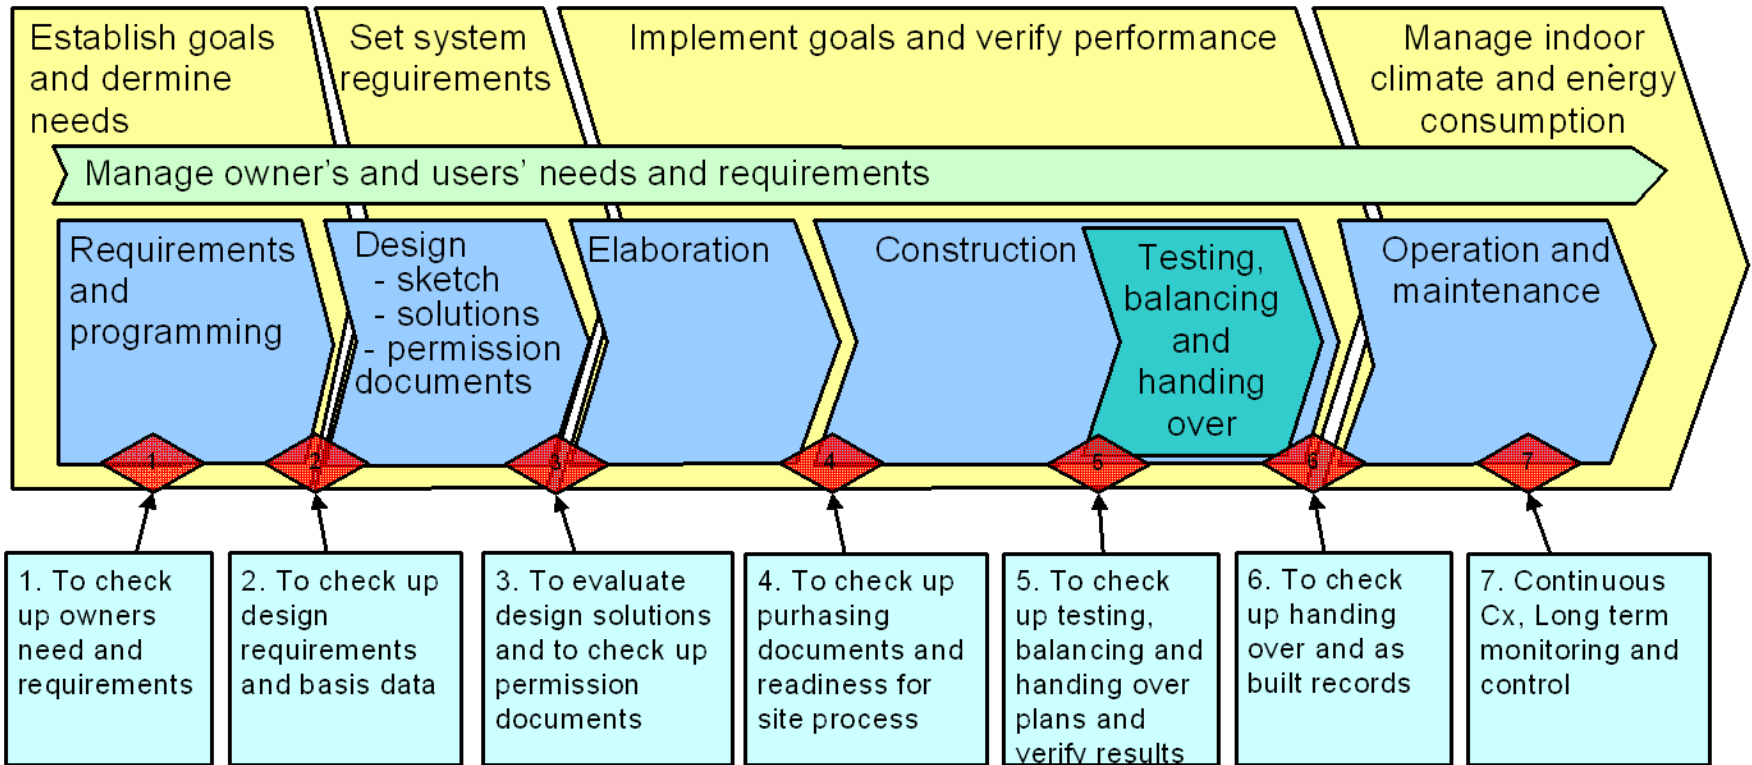 Establish goals
and dermine
needs
Set system
reguirements
Implement goals and verify performance
Manage indoor
climate and energy
consumption
Manage owner's and users' needs and requirements
Requirements
and
programming
Design
- sketch
- solutions
- permission
documents
Elaboration
Construction
Testing,
balancing
and
handing
over
Operation and
maintenance
1
2
3
4
5
6
7
1. To check
up owners
need and
requirements
2. To check up
design
requirements
and basis data
3. To evaluate
design solutions
and to check up
permission
documents
4. To check up
purhasing
documents and
readiness for
site process
5. To check
up testing,
balancing and
handing over
plans and
verify results
6. To check
up handing
over and as
built records
7. Continuous
Cx, Long term
monitoring and
control